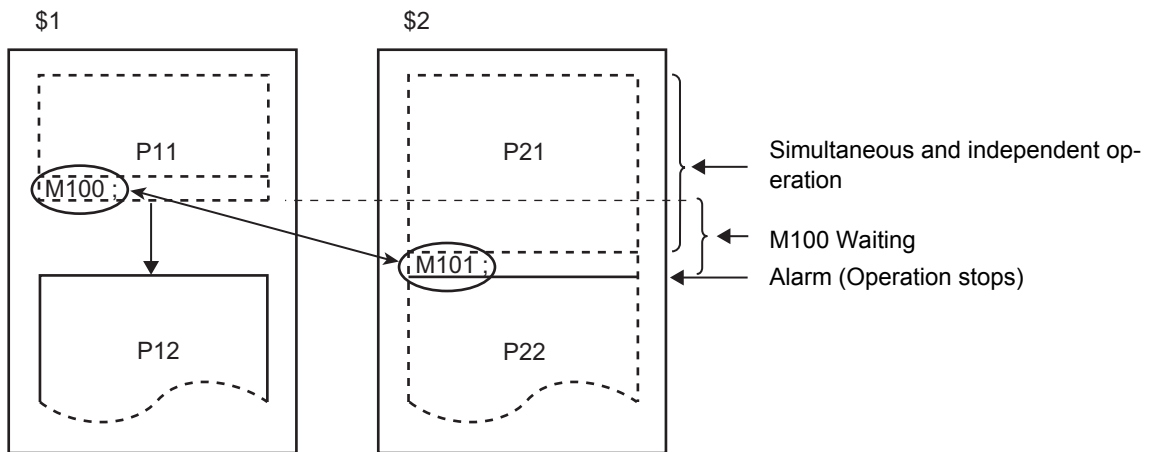 $1
$2
P11
P21
Simultaneous and independent op-
eration
M100 ;
M100 Waiting
M101 ;
Alarm (Operation stops)
P12
P22